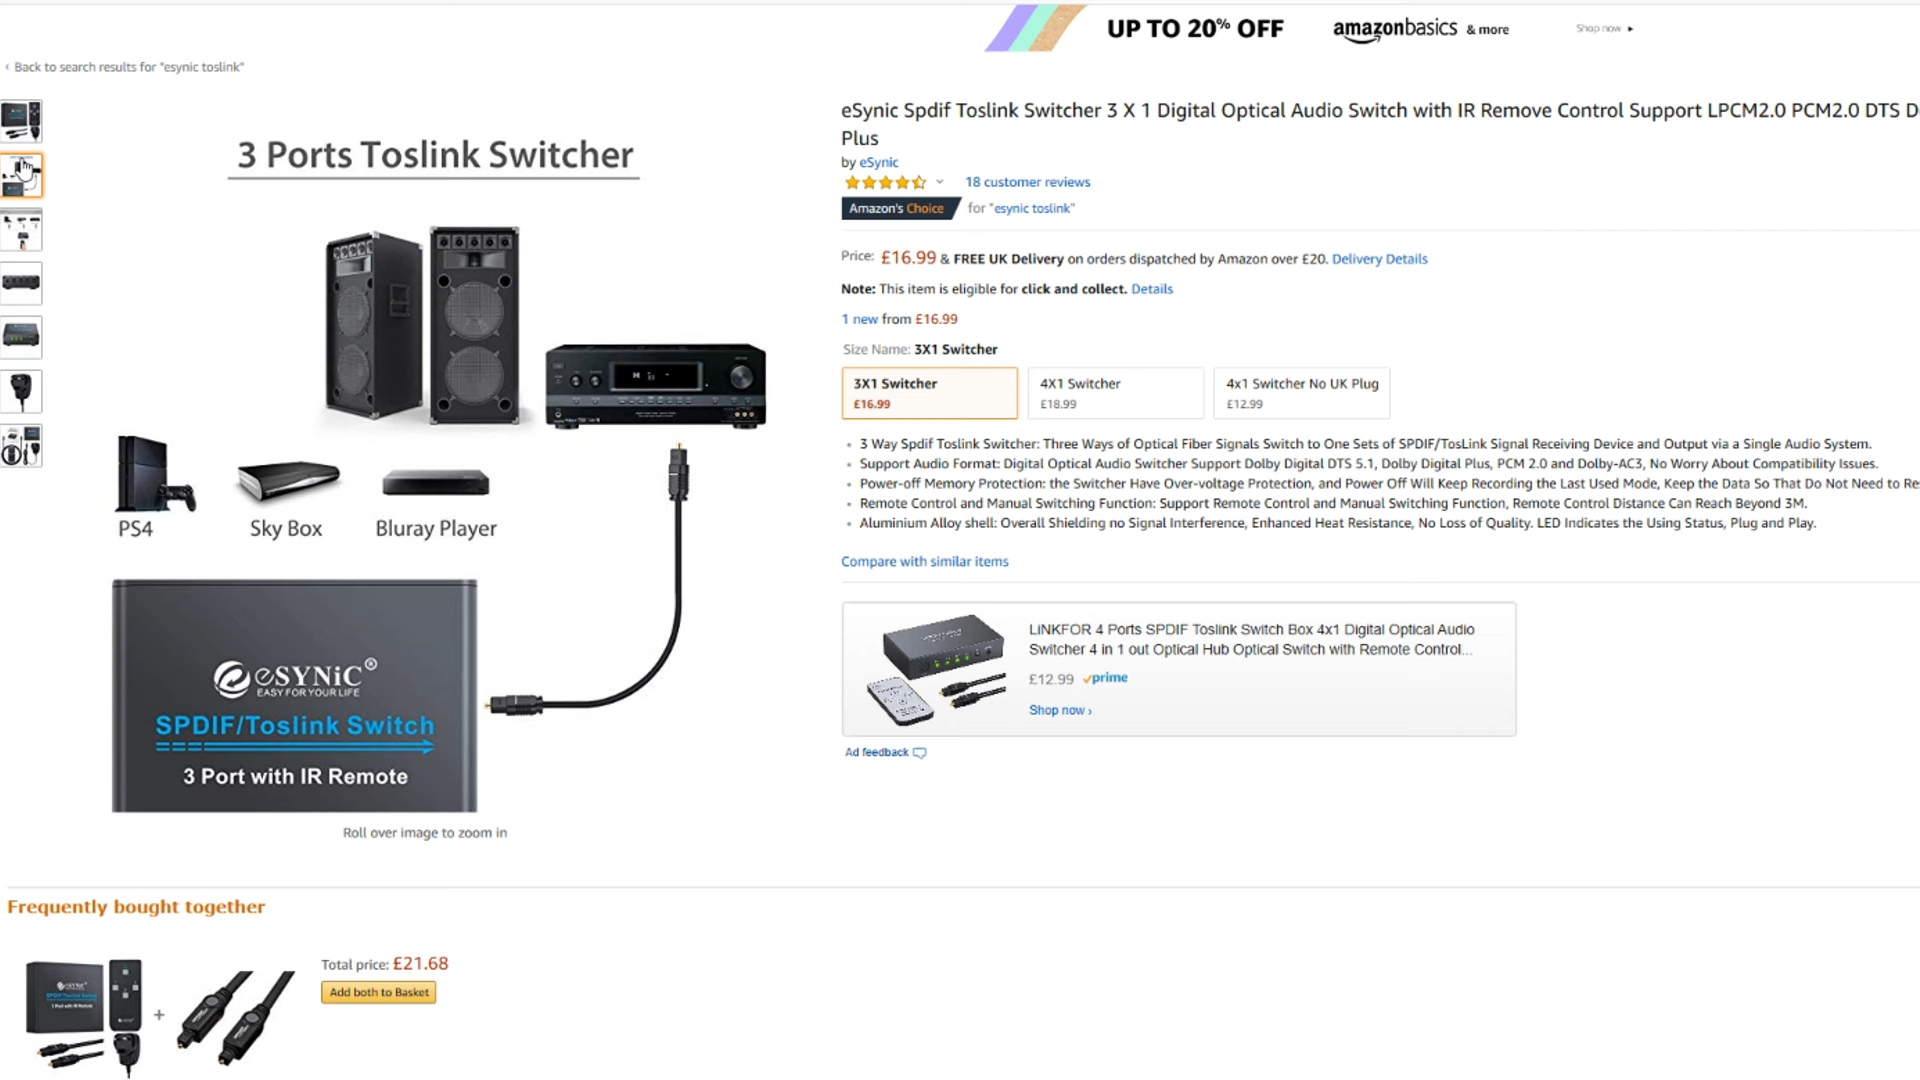 UP TO 20% OFF
amazonbasics & more
Shop now ▸
‹ Back to search results for "esynic toslink"
3 Ports Toslink Switcher
PS4
Sky Box
Bluray Player
eSYNiC®
EASY FOR YOUR LIFE
SPDIF/Toslink Switch
3 Port with IR Remote
Roll over image to zoom in
eSynic Spdif Toslink Switcher 3 X 1 Digital Optical Audio Switch with IR Remove Control Support LPCM2.0 PCM2.0 DTS D
Plus
by eSynic
18 customer reviews
Amazon's Choice for "esynic toslink"
Price: £16.99 & FREE UK Delivery on orders dispatched by Amazon over £20. Delivery Details
Note: This item is eligible for click and collect. Details
1 new from £16.99
Size Name: 3X1 Switcher
3X1 Switcher
£16.99
4X1 Switcher
£18.99
4x1 Switcher No UK Plug
£12.99
• 3 Way Spdif Toslink Switcher: Three Ways of Optical Fiber Signals Switch to One Sets of SPDIF/TosLink Signal Receiving Device and Output via a Single Audio System.
• Support Audio Format: Digital Optical Audio Switcher Support Dolby Digital DTS 5.1, Dolby Digital Plus, PCM 2.0 and Dolby-AC3, No Worry About Compatibility Issues.
• Power-off Memory Protection: the Switcher Have Over-voltage Protection, and Power Off Will Keep Recording the Last Used Mode, Keep the Data So That Do Not Need to Re
• Remote Control and Manual Switching Function: Support Remote Control and Manual Switching Function, Remote Control Distance Can Reach Beyond 3M.
• Aluminium Alloy shell: Overall Shielding no Signal Interference, Enhanced Heat Resistance, No Loss of Quality. LED Indicates the Using Status, Plug and Play.
Compare with similar items
LiNKFOR 4 Ports SPDIF Toslink Switch Box 4x1 Digital Optical Audio
Switcher 4 in 1 out Optical Hub Optical Switch with Remote Control...
£12.99 prime
Shop now ›
Ad feedback
Frequently bought together
eSYNiC
SPDIF/Toslink Switch
3 Port with IR Remote
+
Total price: £21.68
Add both to Basket